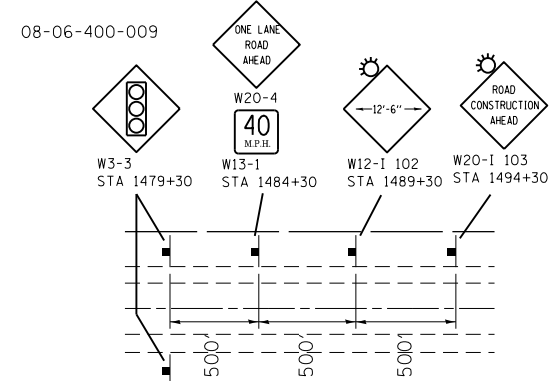 08-06-400-009
ONE LANE
ROAD
AHEAD
W20-4
40
M.P.H.
12'-6"
ROAD
CONSTRUCTION
AHEAD
W3-3
STA 1479+30
W13-1
STA 1484+30
W12-I 102
STA 1489+30
W20-I 103
STA 1494+30
500'
500'
500'